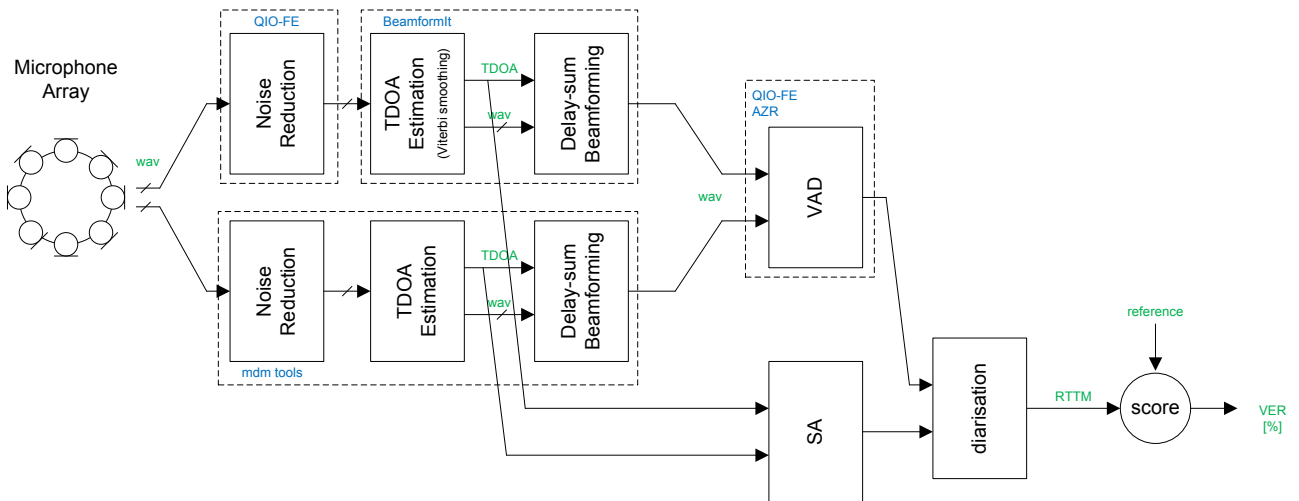 Microphone
Array
wav
QIO-FE
Noise
Reduction
BeamformIt
TDOA
Estimation
(Viterbi smoothing)
TDOA
wav
Delay-sum
Beamforming
Noise
Reduction
mdm tools
TDOA
Estimation
TDOA
wav
Delay-sum
Beamforming
wav
QIO-FE
AZR
VAD
SA
diarisation
RTTM
reference
score
VER
[%]